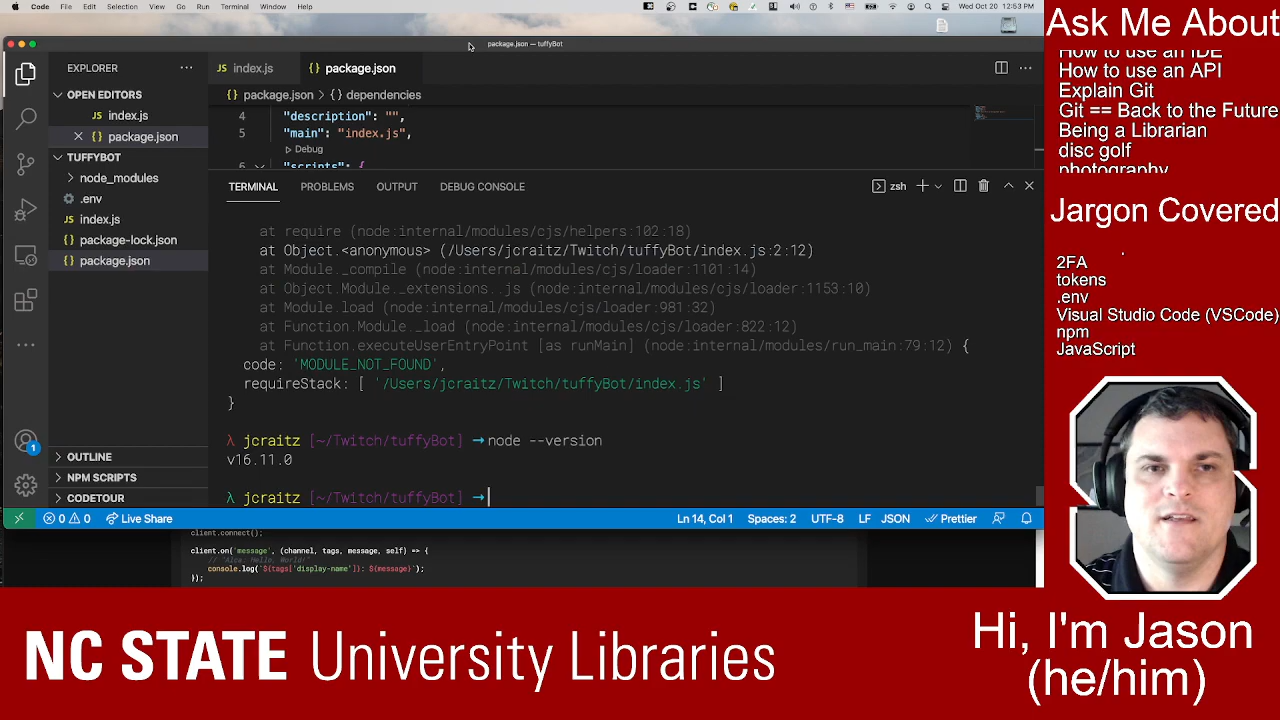 Code File Edit Selection View Go Run Terminal Window Help Wed Oct 20 12:53 PM
package.json — tuffyBot
EXPLORER
OPEN EDITORS
index.js
package.json
TUFFYBOT
node_modules
.env
index.js
package-lock.json
package.json
OUTLINE
NPM SCRIPTS
CODETOUR
index.js {} package.json
{} package.json > {} dependencies
4 "description": "",
5 "main": "index.js",
Debug
6 "scripts": {
TERMINAL PROBLEMS OUTPUT DEBUG CONSOLE zsh
at require (node:internal/modules/cjs/helpers:102:18)
at Object.<anonymous> (/Users/jcraitz/Twitch/tuffyBot/index.js:2:12)
at Module._compile (node:internal/modules/cjs/loader:1101:14)
at Object.Module._extensions..js (node:internal/modules/cjs/loader:1153:10)
at Module.load (node:internal/modules/cjs/loader:981:32)
at Function.Module._load (node:internal/modules/cjs/loader:822:12)
at Function.executeUserEntryPoint [as runMain] (node:internal/modules/run_main:79:12) {
code: 'MODULE_NOT_FOUND',
requireStack: [ '/Users/jcraitz/Twitch/tuffyBot/index.js' ]
}
λ jcraitz [~/Twitch/tuffyBot] → node --version
v16.11.0
λ jcraitz [~/Twitch/tuffyBot] →
1
0 0 Live Share Ln 14, Col 1 Spaces: 2 UTF-8 LF JSON Prettier
client.connect();
client.on('message', (channel, tags, message, self) => {
// "Alca: Hello, World!"
console.log(`${tags['display-name']}: ${message}`);
});
Ask Me About
How to use an IDE
How to use an API
Explain Git
Git == Back to the Future
Being a Librarian
disc golf
photography
Jargon Covered
2FA
tokens
.env
Visual Studio Code (VSCode)
npm
JavaScript
Hi, I'm Jason
(he/him)
NC STATE University Libraries